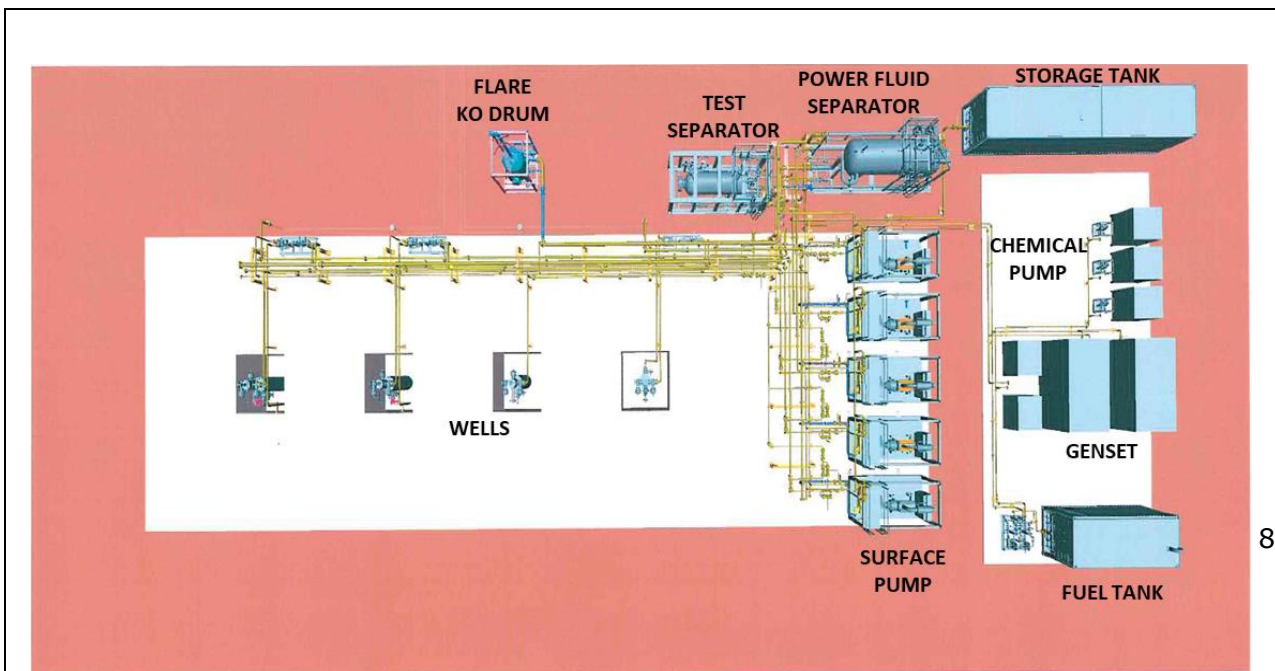 FLARE
KO DRUM
TEST
SEPARATOR
POWER FLUID
SEPARATOR
STORAGE TANK
CHEMICAL
PUMP
WELLS
GENSET
SURFACE
PUMP
FUEL TANK
8